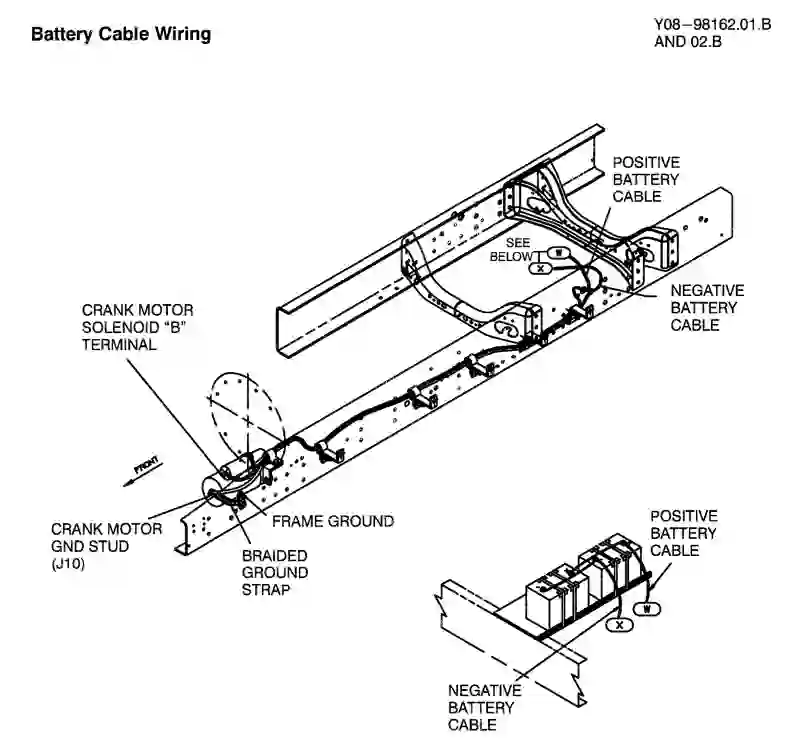 Battery Cable Wiring
Y08-98162.01.B
AND 02.B
POSITIVE
BATTERY
CABLE
SEE
BELOW
W
X
NEGATIVE
BATTERY
CABLE
CRANK MOTOR
SOLENOID "B"
TERMINAL
FRONT
CRANK MOTOR
GND STUD
(J10)
FRAME GROUND
BRAIDED
GROUND
STRAP
POSITIVE
BATTERY
CABLE
W
X
NEGATIVE
BATTERY
CABLE